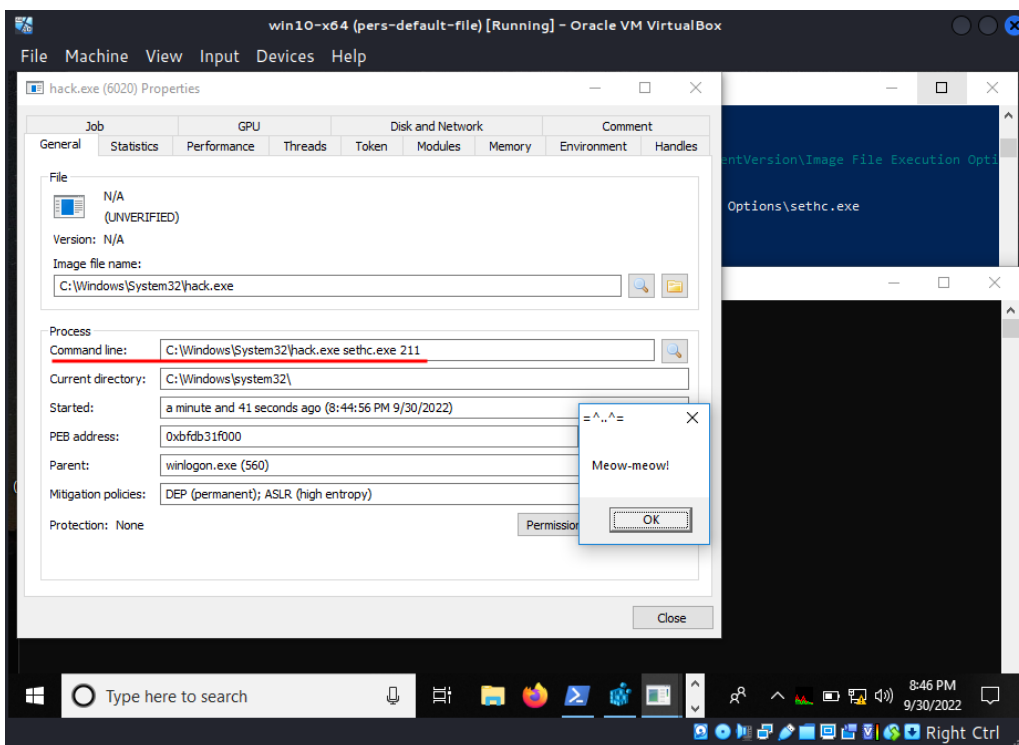 win10-x64 (pers-default-file) [Running] - Oracle VM VirtualBox
File Machine View Input Devices Help
hack.exe (6020) Properties
Job GPU Disk and Network Comment
General Statistics Performance Threads Token Modules Memory Environment Handles
File
N/A
(UNVERIFIED)
Version: N/A
Image file name:
C:\Windows\System32\hack.exe
Process
Command line: C:\Windows\System32\hack.exe sethc.exe 211
Current directory: C:\Windows\system32\
Started: a minute and 41 seconds ago (8:44:56 PM 9/30/2022)
PEB address: 0xbfdb31f000
Parent: winlogon.exe (560)
Mitigation policies: DEP (permanent); ASLR (high entropy)
Protection: None
Permission
Close
entVersion\Image File Execution Opti
Options\sethc.exe
=^..^=
Meow-meow!
OK
Type here to search
8:46 PM
9/30/2022
Right Ctrl